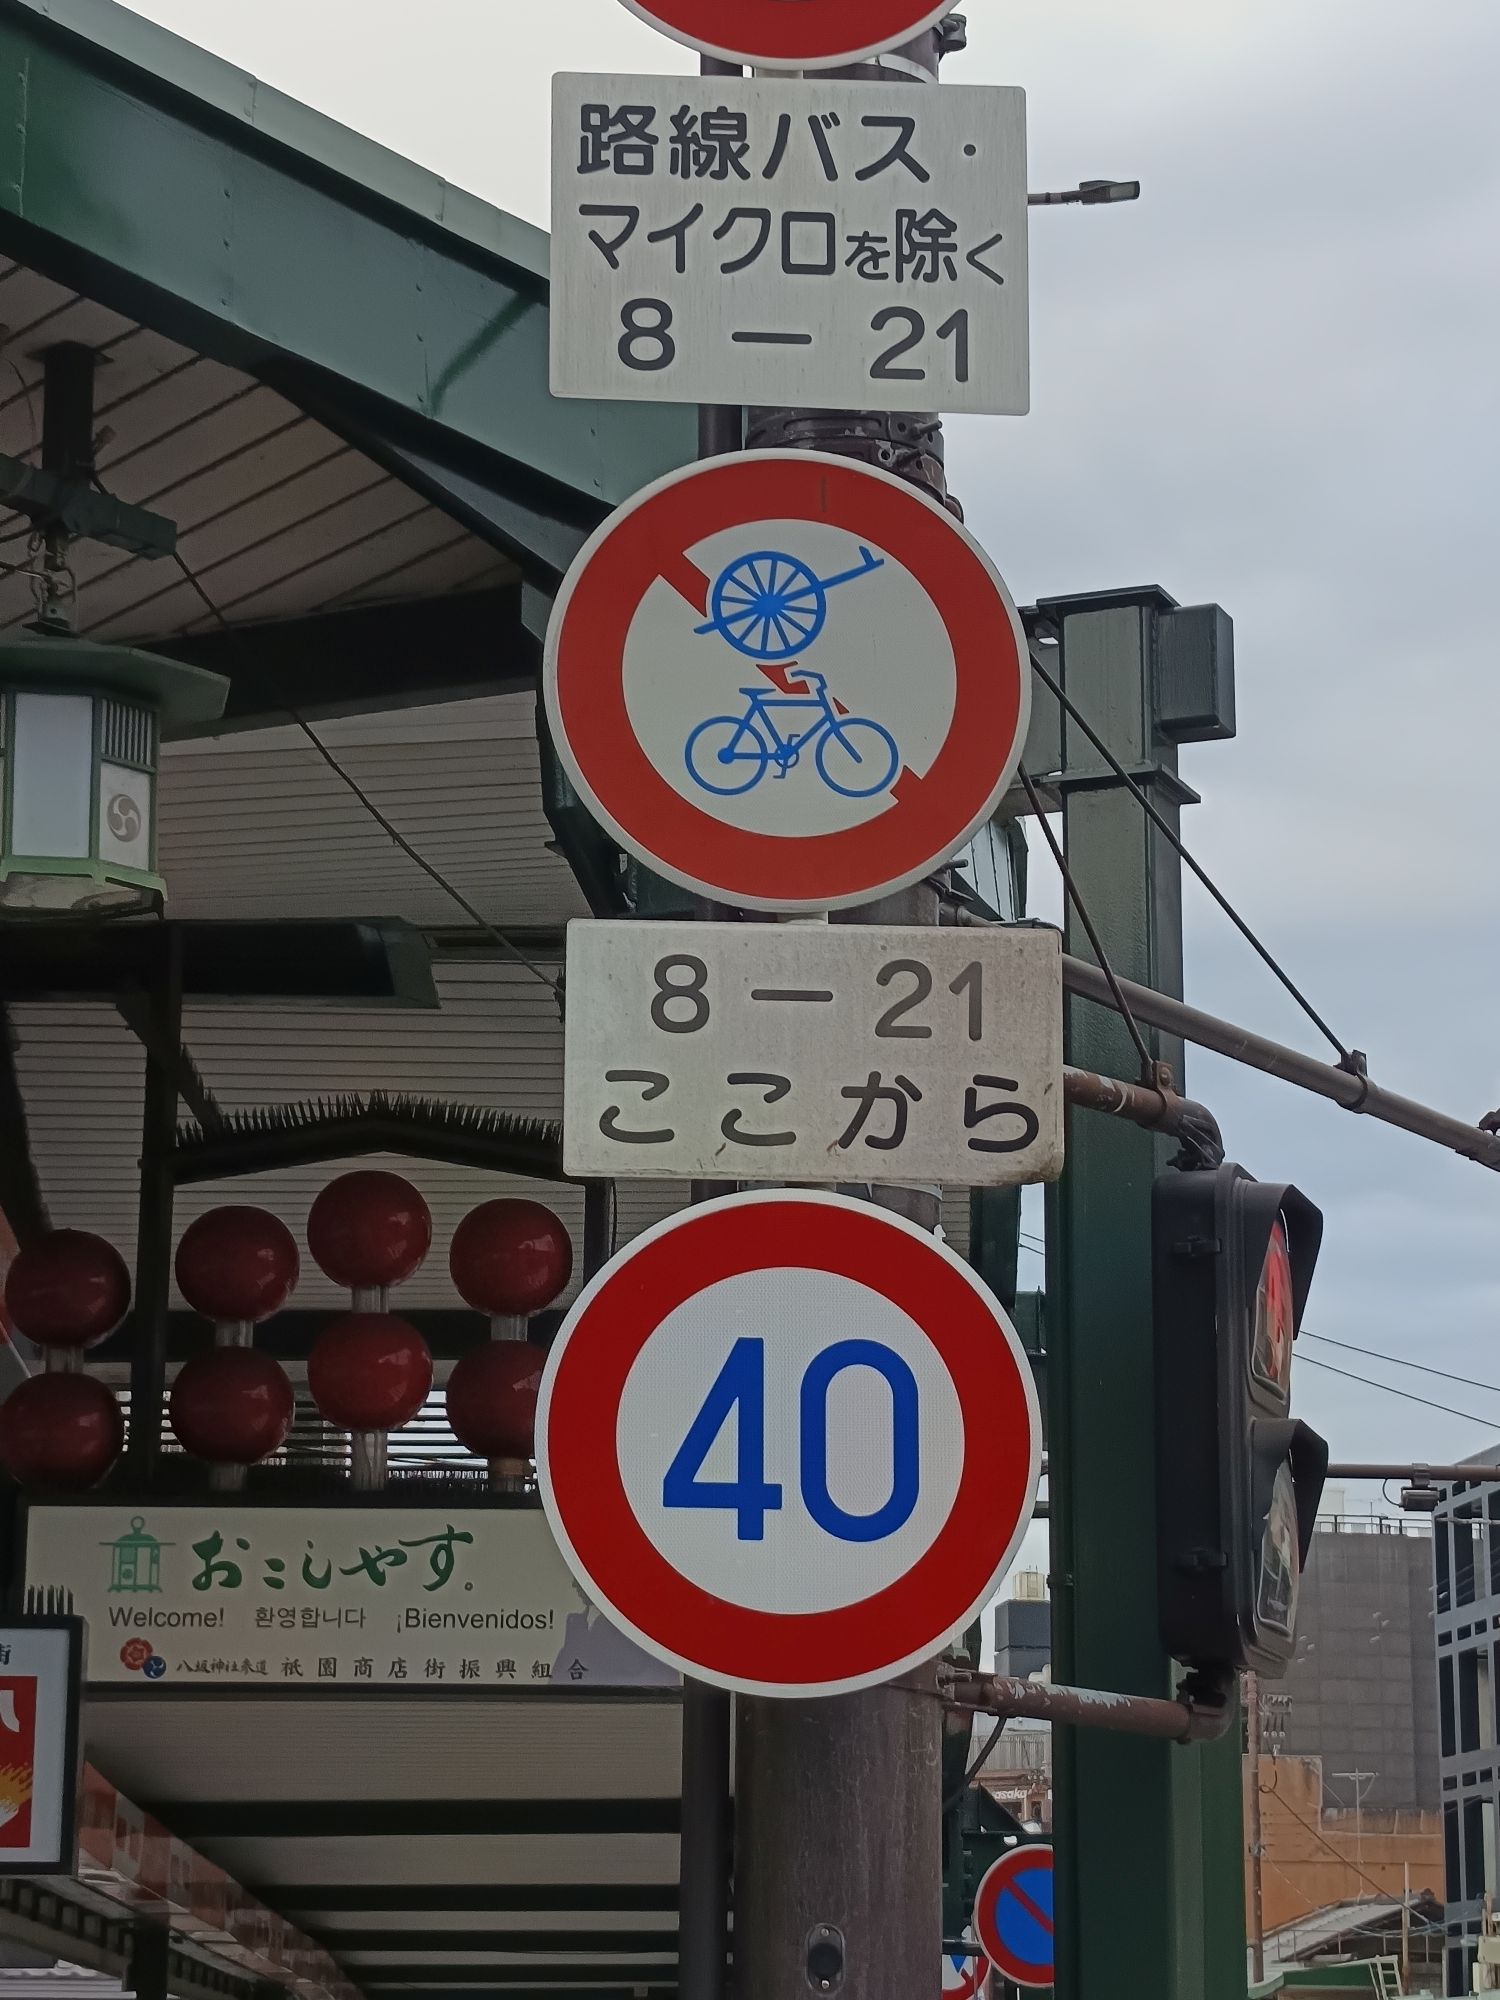 路線バス・
マイクロを除く
8 − 21
8 − 21
ここから
40
おこしやす。
Welcome! 환영합니다 ¡Bienvenidos!
八坂神社参道 祇園商店街振興組合